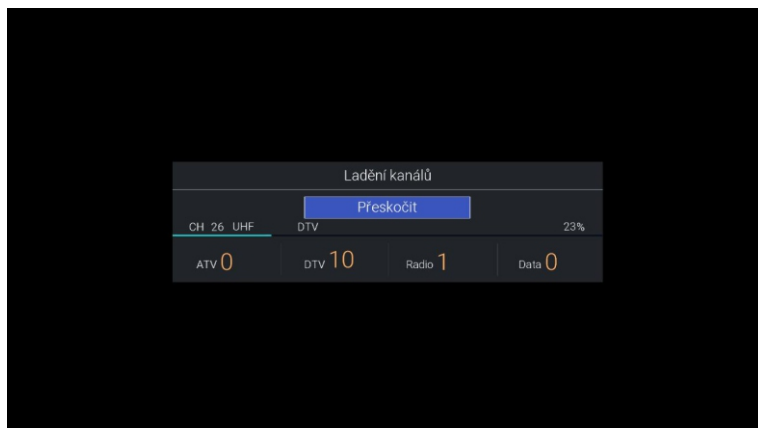 Ladění kanálů
Přeskočit
CH 26 UHF DTV 23%
ATV 0 DTV 10 Radio 1 Data 0